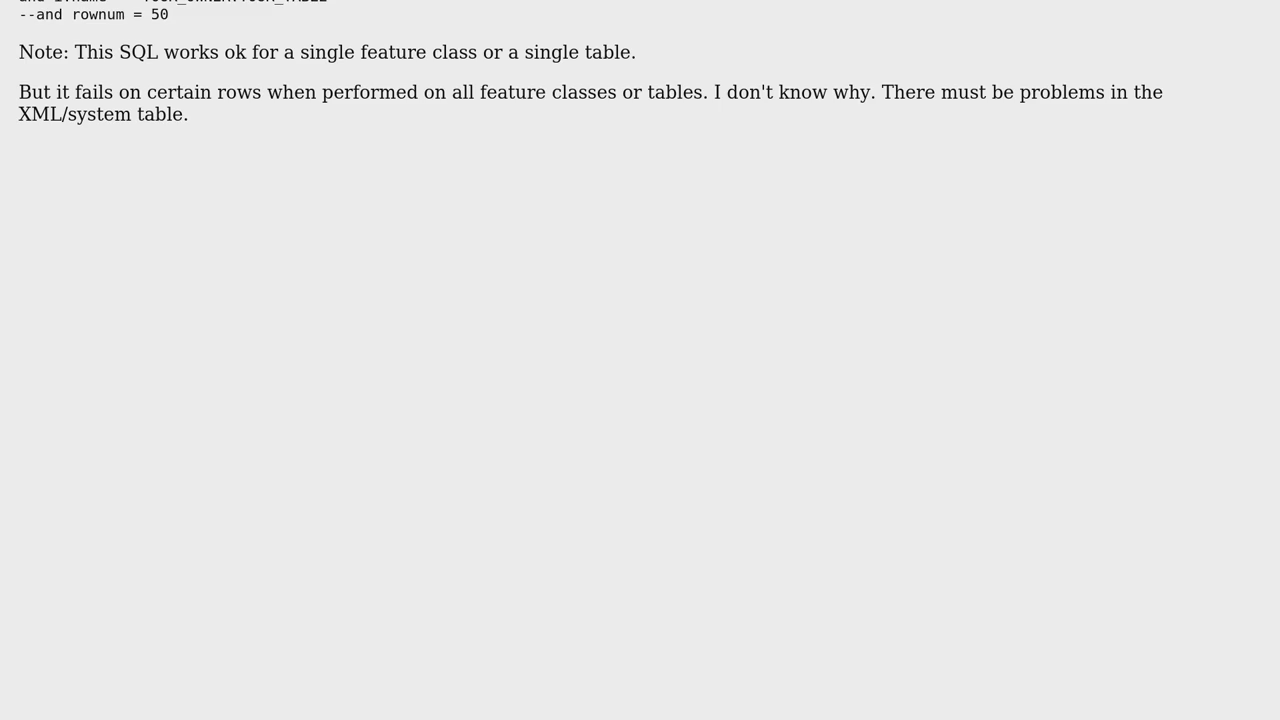 --and rownum = 50
Note: This SQL works ok for a single feature class or a single table.
But it fails on certain rows when performed on all feature classes or tables. I don't know why. There must be problems in the
XML/system table.